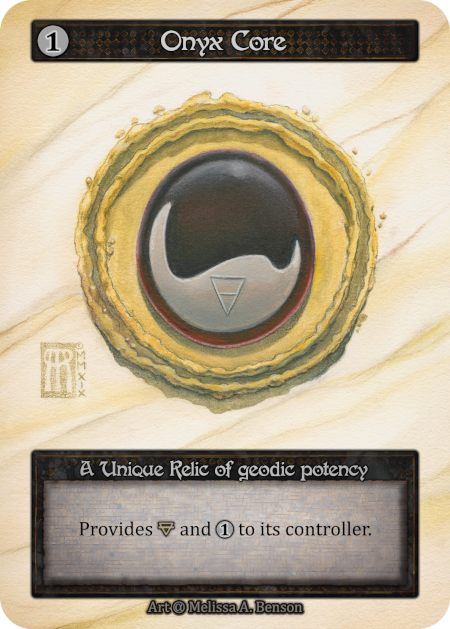 1
Onyx Core
MMXIX
A Unique Relic of geodic potency
Provides and 1 to its controller.
Art @ Melissa A. Benson